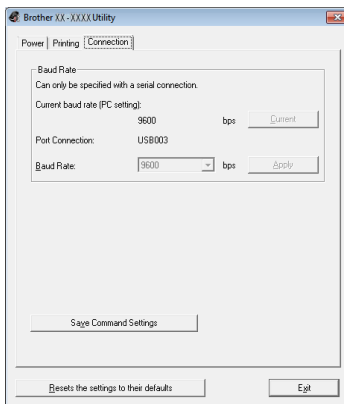 Brother XX - XXXX Utility
Power Printing Connection
Baud Rate
Can only be specified with a serial connection.
Current baud rate (PC setting):
9600 bps Current
Port Connection: USB003
Baud Rate: 9600 bps Apply
Save Command Settings
Resets the settings to their defaults Exit